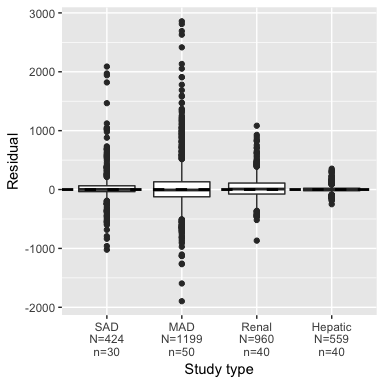 3000
2000
1000
0
-1000
-2000
Residual
SAD MAD Renal Hepatic
N=424 N=1199 N=960 N=559
n=30 n=50 n=40 n=40
Study type